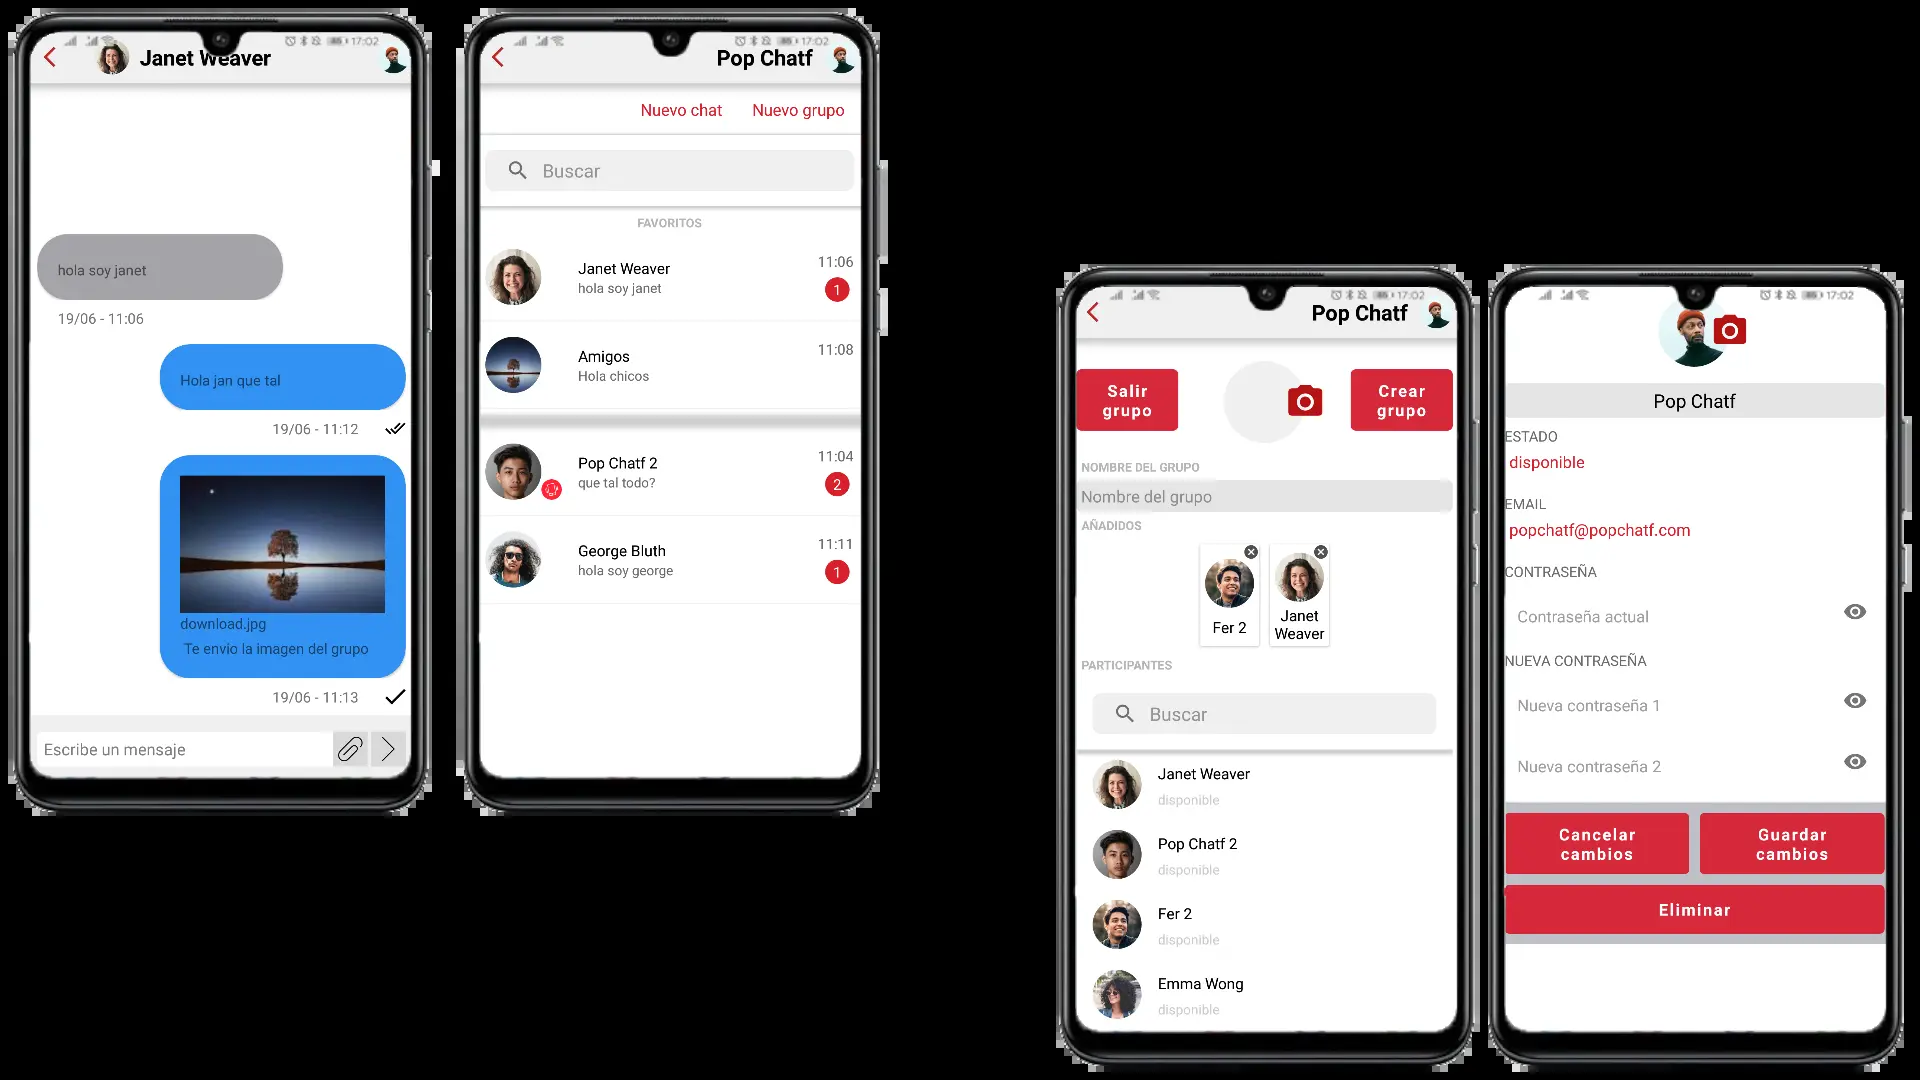 17:02
Janet Weaver
hola soy janet
19/06 - 11:06
Hola jan que tal
19/06 - 11:12
download.jpg
Te envio la imagen del grupo
19/06 - 11:13
Escribe un mensaje
17:02
Pop Chatf
Nuevo chat
Nuevo grupo
Buscar
FAVORITOS
Janet Weaver
11:06
hola soy janet
1
Amigos
11:08
Hola chicos
Pop Chatf 2
11:04
que tal todo?
2
George Bluth
11:11
hola soy george
1
17:02
Pop Chatf
Salir
grupo
Crear
grupo
NOMBRE DEL GRUPO
Nombre del grupo
AÑADIDOS
Fer 2
Janet
Weaver
PARTICIPANTES
Buscar
Janet Weaver
disponible
Pop Chatf 2
disponible
Fer 2
disponible
Emma Wong
disponible
17:02
Pop Chatf
ESTADO
disponible
EMAIL
popchatf@popchatf.com
CONTRASEÑA
Contraseña actual
NUEVA CONTRASEÑA
Nueva contraseña 1
Nueva contraseña 2
Cancelar
cambios
Guardar
cambios
Eliminar